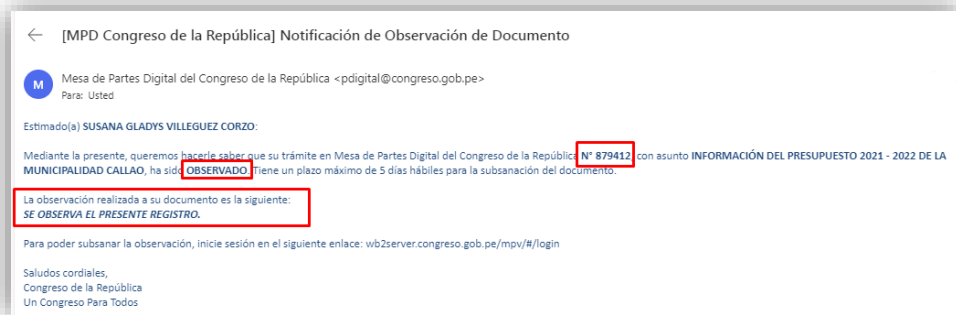 ← [MPD Congreso de la República] Notificación de Observación de Documento
M
Mesa de Partes Digital del Congreso de la República <pdigital@congreso.gob.pe>
Para: Usted
Estimado(a) SUSANA GLADYS VILLEGUEZ CORZO:
Mediante la presente, queremos hacerle saber que su trámite en Mesa de Partes Digital del Congreso de la República N° 879412, con asunto INFORMACIÓN DEL PRESUPUESTO 2021 - 2022 DE LA
MUNICIPALIDAD CALLAO, ha sido OBSERVADO. Tiene un plazo máximo de 5 días hábiles para la subsanación del documento.
La observación realizada a su documento es la siguiente:
SE OBSERVA EL PRESENTE REGISTRO.
Para poder subsanar la observación, inicie sesión en el siguiente enlace: wb2server.congreso.gob.pe/mpv/#/login
Saludos cordiales,
Congreso de la República
Un Congreso Para Todos